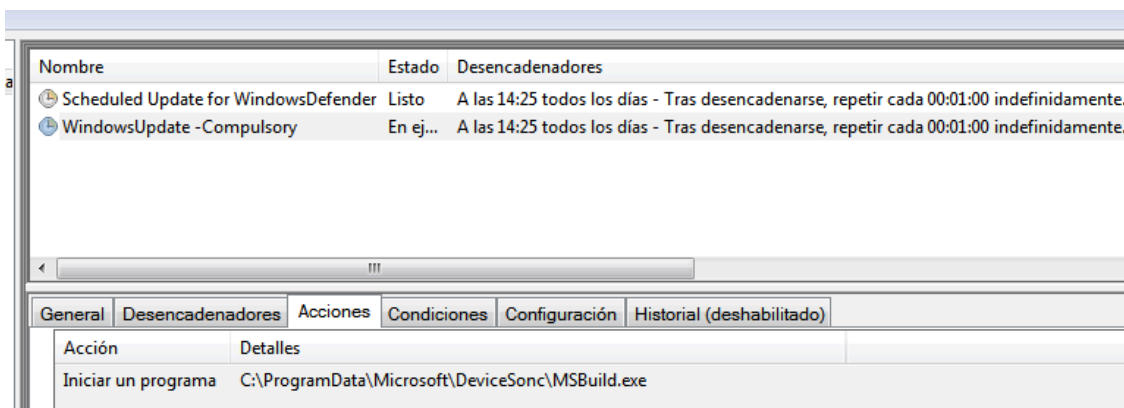 a
Nombre Estado Desencadenadores
Scheduled Update for WindowsDefender Listo A las 14:25 todos los días - Tras desencadenarse, repetir cada 00:01:00 indefinidamente.
WindowsUpdate -Compulsory En ej... A las 14:25 todos los días - Tras desencadenarse, repetir cada 00:01:00 indefinidamente.
General Desencadenadores Acciones Condiciones Configuración Historial (deshabilitado)
Acción Detalles
Iniciar un programa C:\ProgramData\Microsoft\DeviceSonc\MSBuild.exe